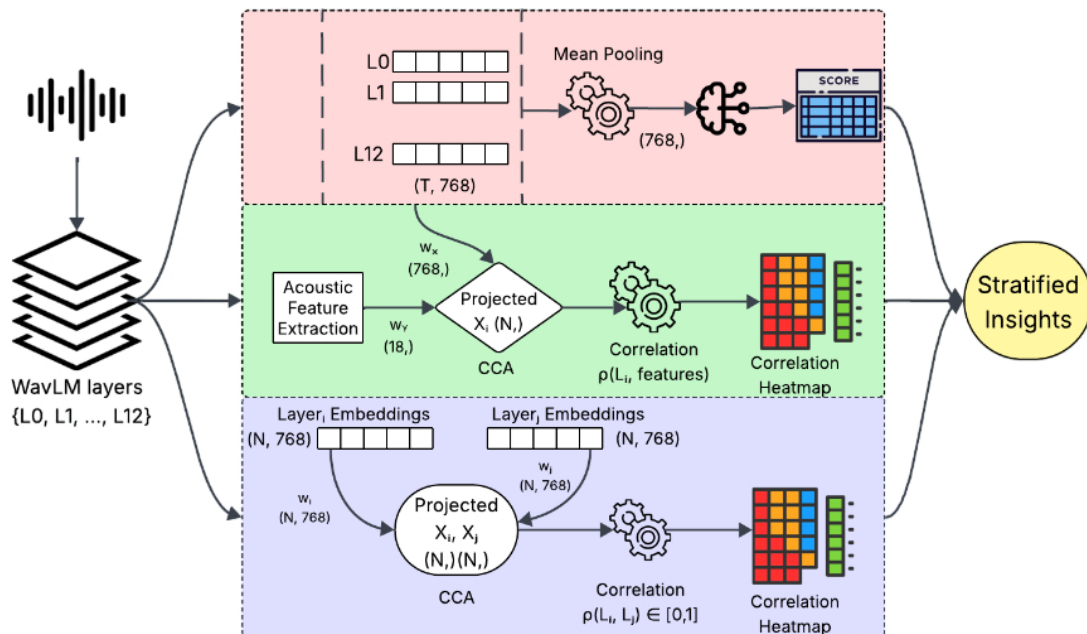 WavLM layers
{L0, L1, ..., L12}
L0
L1
L12
(T, 768)
Mean Pooling
(768,)
SCORE
Acoustic
Feature
Extraction
wₓ
(768,)
wᵧ
(18,)
Projected
Xᵢ (N,)
CCA
Correlation
ρ(Lᵢ, features)
Correlation
Heatmap
Layerᵢ Embeddings
(N, 768)
Layerⱼ Embeddings
(N, 768)
wᵢ
(N, 768)
wⱼ
(N, 768)
Projected
Xᵢ, Xⱼ
(N,)(N,)
CCA
Correlation
ρ(Lᵢ, Lⱼ) ∈ [0,1]
Correlation
Heatmap
Stratified
Insights